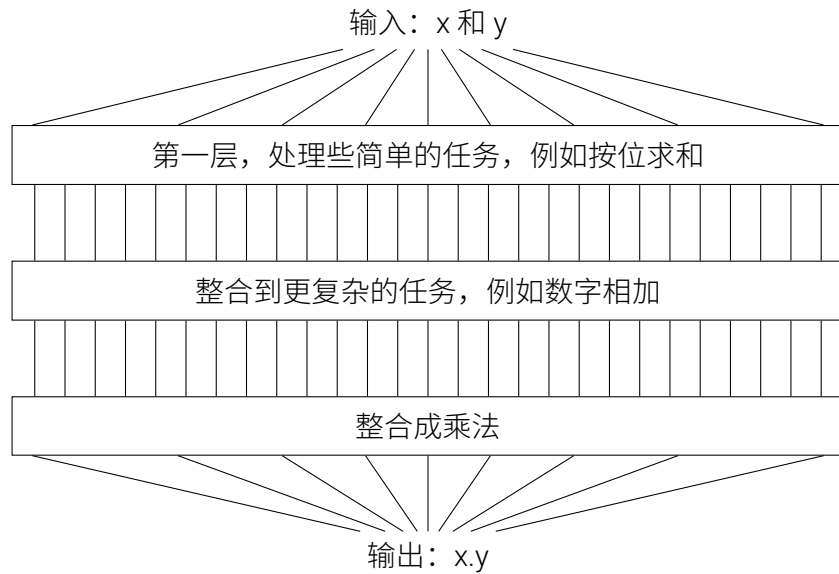 输入：x 和 y
第一层，处理些简单的任务，例如按位求和
整合到更复杂的任务，例如数字相加
整合成乘法
输出：x.y